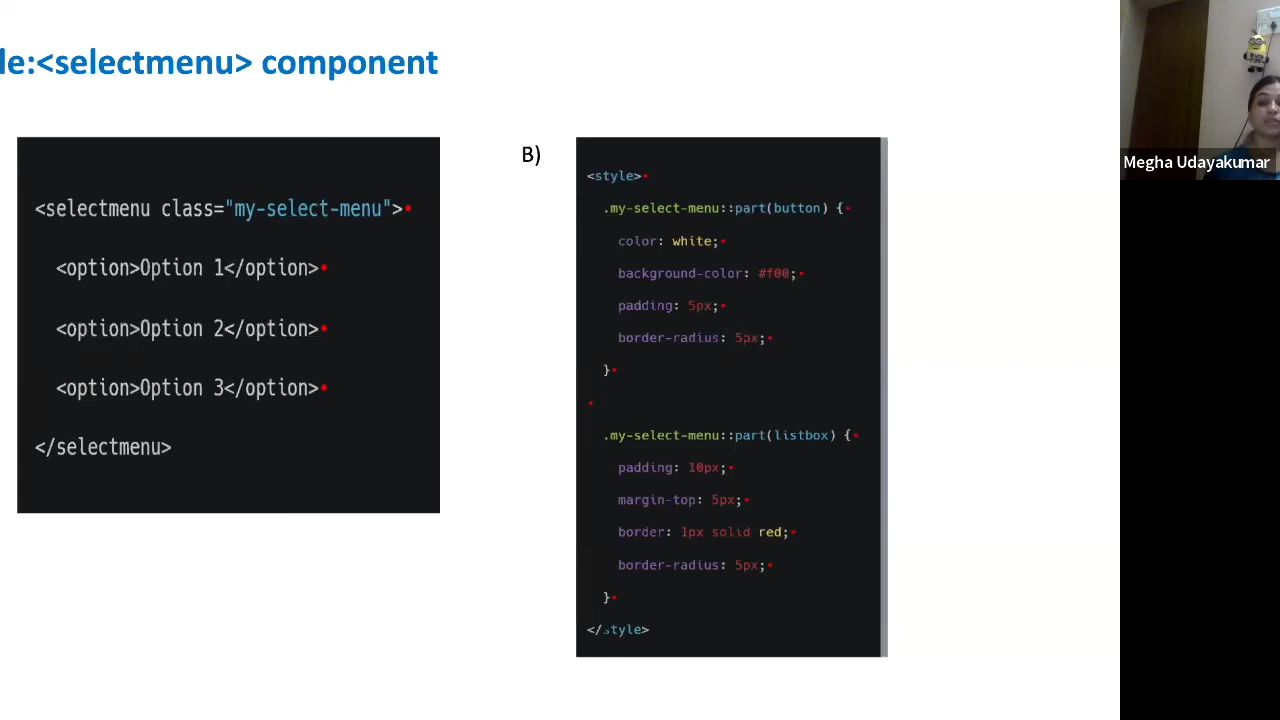 le:<selectmenu> component
<selectmenu class="my-select-menu">
<option>Option 1</option>
<option>Option 2</option>
<option>Option 3</option>
</selectmenu>
B)
<style>
.my-select-menu::part(button) {
color: white;
background-color: #f00;
padding: 5px;
border-radius: 5px;
}
.my-select-menu::part(listbox) {
padding: 10px;
margin-top: 5px;
border: 1px solid red;
border-radius: 5px;
}
</style>
Megha Udayakumar